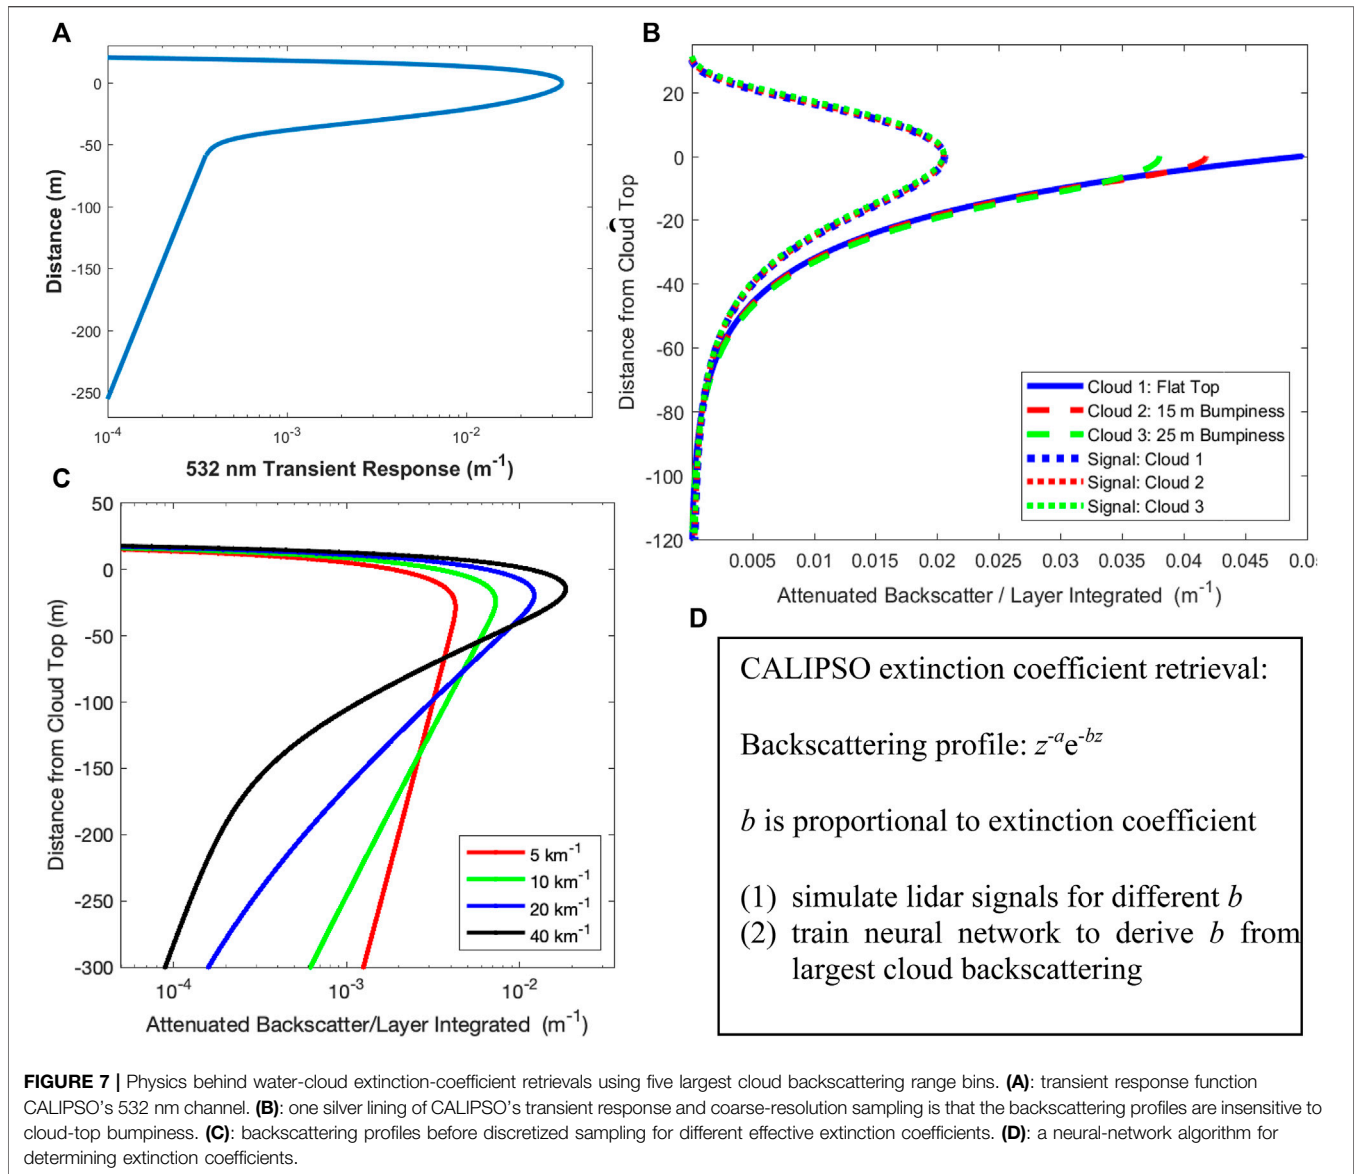 A
0
-50
-100
-150
-200
-250
Distance (m)
10-4
10-3
10-2
532 nm Transient Response (m-1)
B
20
0
-20
-40
-60
-80
-100
-120
Distance from Cloud Top
0.005
0.01
0.015
0.02
0.025
0.03
0.035
0.04
0.045
0.0
Attenuated Backscatter / Layer Integrated (m-1)
Cloud 1: Flat Top
Cloud 2: 15 m Bumpiness
Cloud 3: 25 m Bumpiness
Signal: Cloud 1
Signal: Cloud 2
Signal: Cloud 3
C
50
0
-50
-100
-150
-200
-250
-300
Distance from Cloud Top (m)
10-4
10-3
10-2
Attenuated Backscatter/Layer Integrated (m-1)
5 km-1
10 km-1
20 km-1
40 km-1
D
CALIPSO extinction coefficient retrieval:
Backscattering profile: z-ae-bz
b is proportional to extinction coefficient
(1) simulate lidar signals for different b
(2) train neural network to derive b from
largest cloud backscattering
FIGURE 7 | Physics behind water-cloud extinction-coefficient retrievals using five largest cloud backscattering range bins. (A): transient response function
CALIPSO's 532 nm channel. (B): one silver lining of CALIPSO's transient response and coarse-resolution sampling is that the backscattering profiles are insensitive to
cloud-top bumpiness. (C): backscattering profiles before discretized sampling for different effective extinction coefficients. (D): a neural-network algorithm for
determining extinction coefficients.